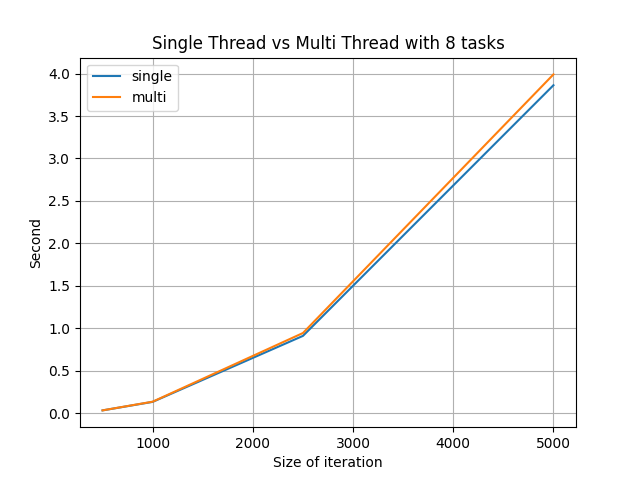 Single Thread vs Multi Thread with 8 tasks
single
multi
4.0
3.5
3.0
2.5
2.0
1.5
1.0
0.5
0.0
Second
1000 2000 3000 4000 5000
Size of iteration